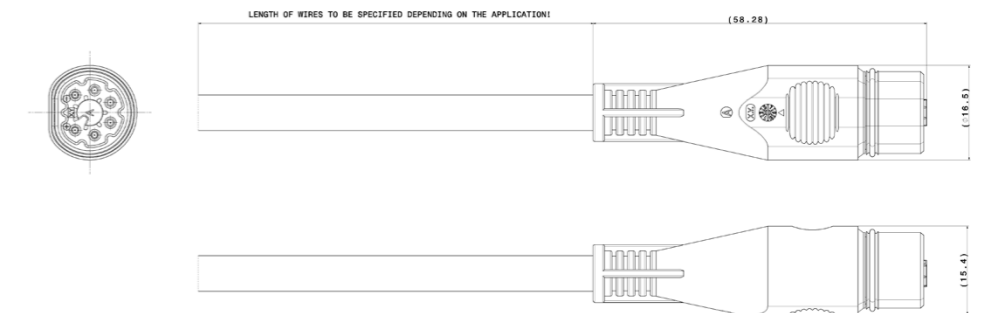 LENGTH OF WIRES TO BE SPECIFIED DEPENDING ON THE APPLICATION!
(58.28)
(∅16.5)
(15.4)